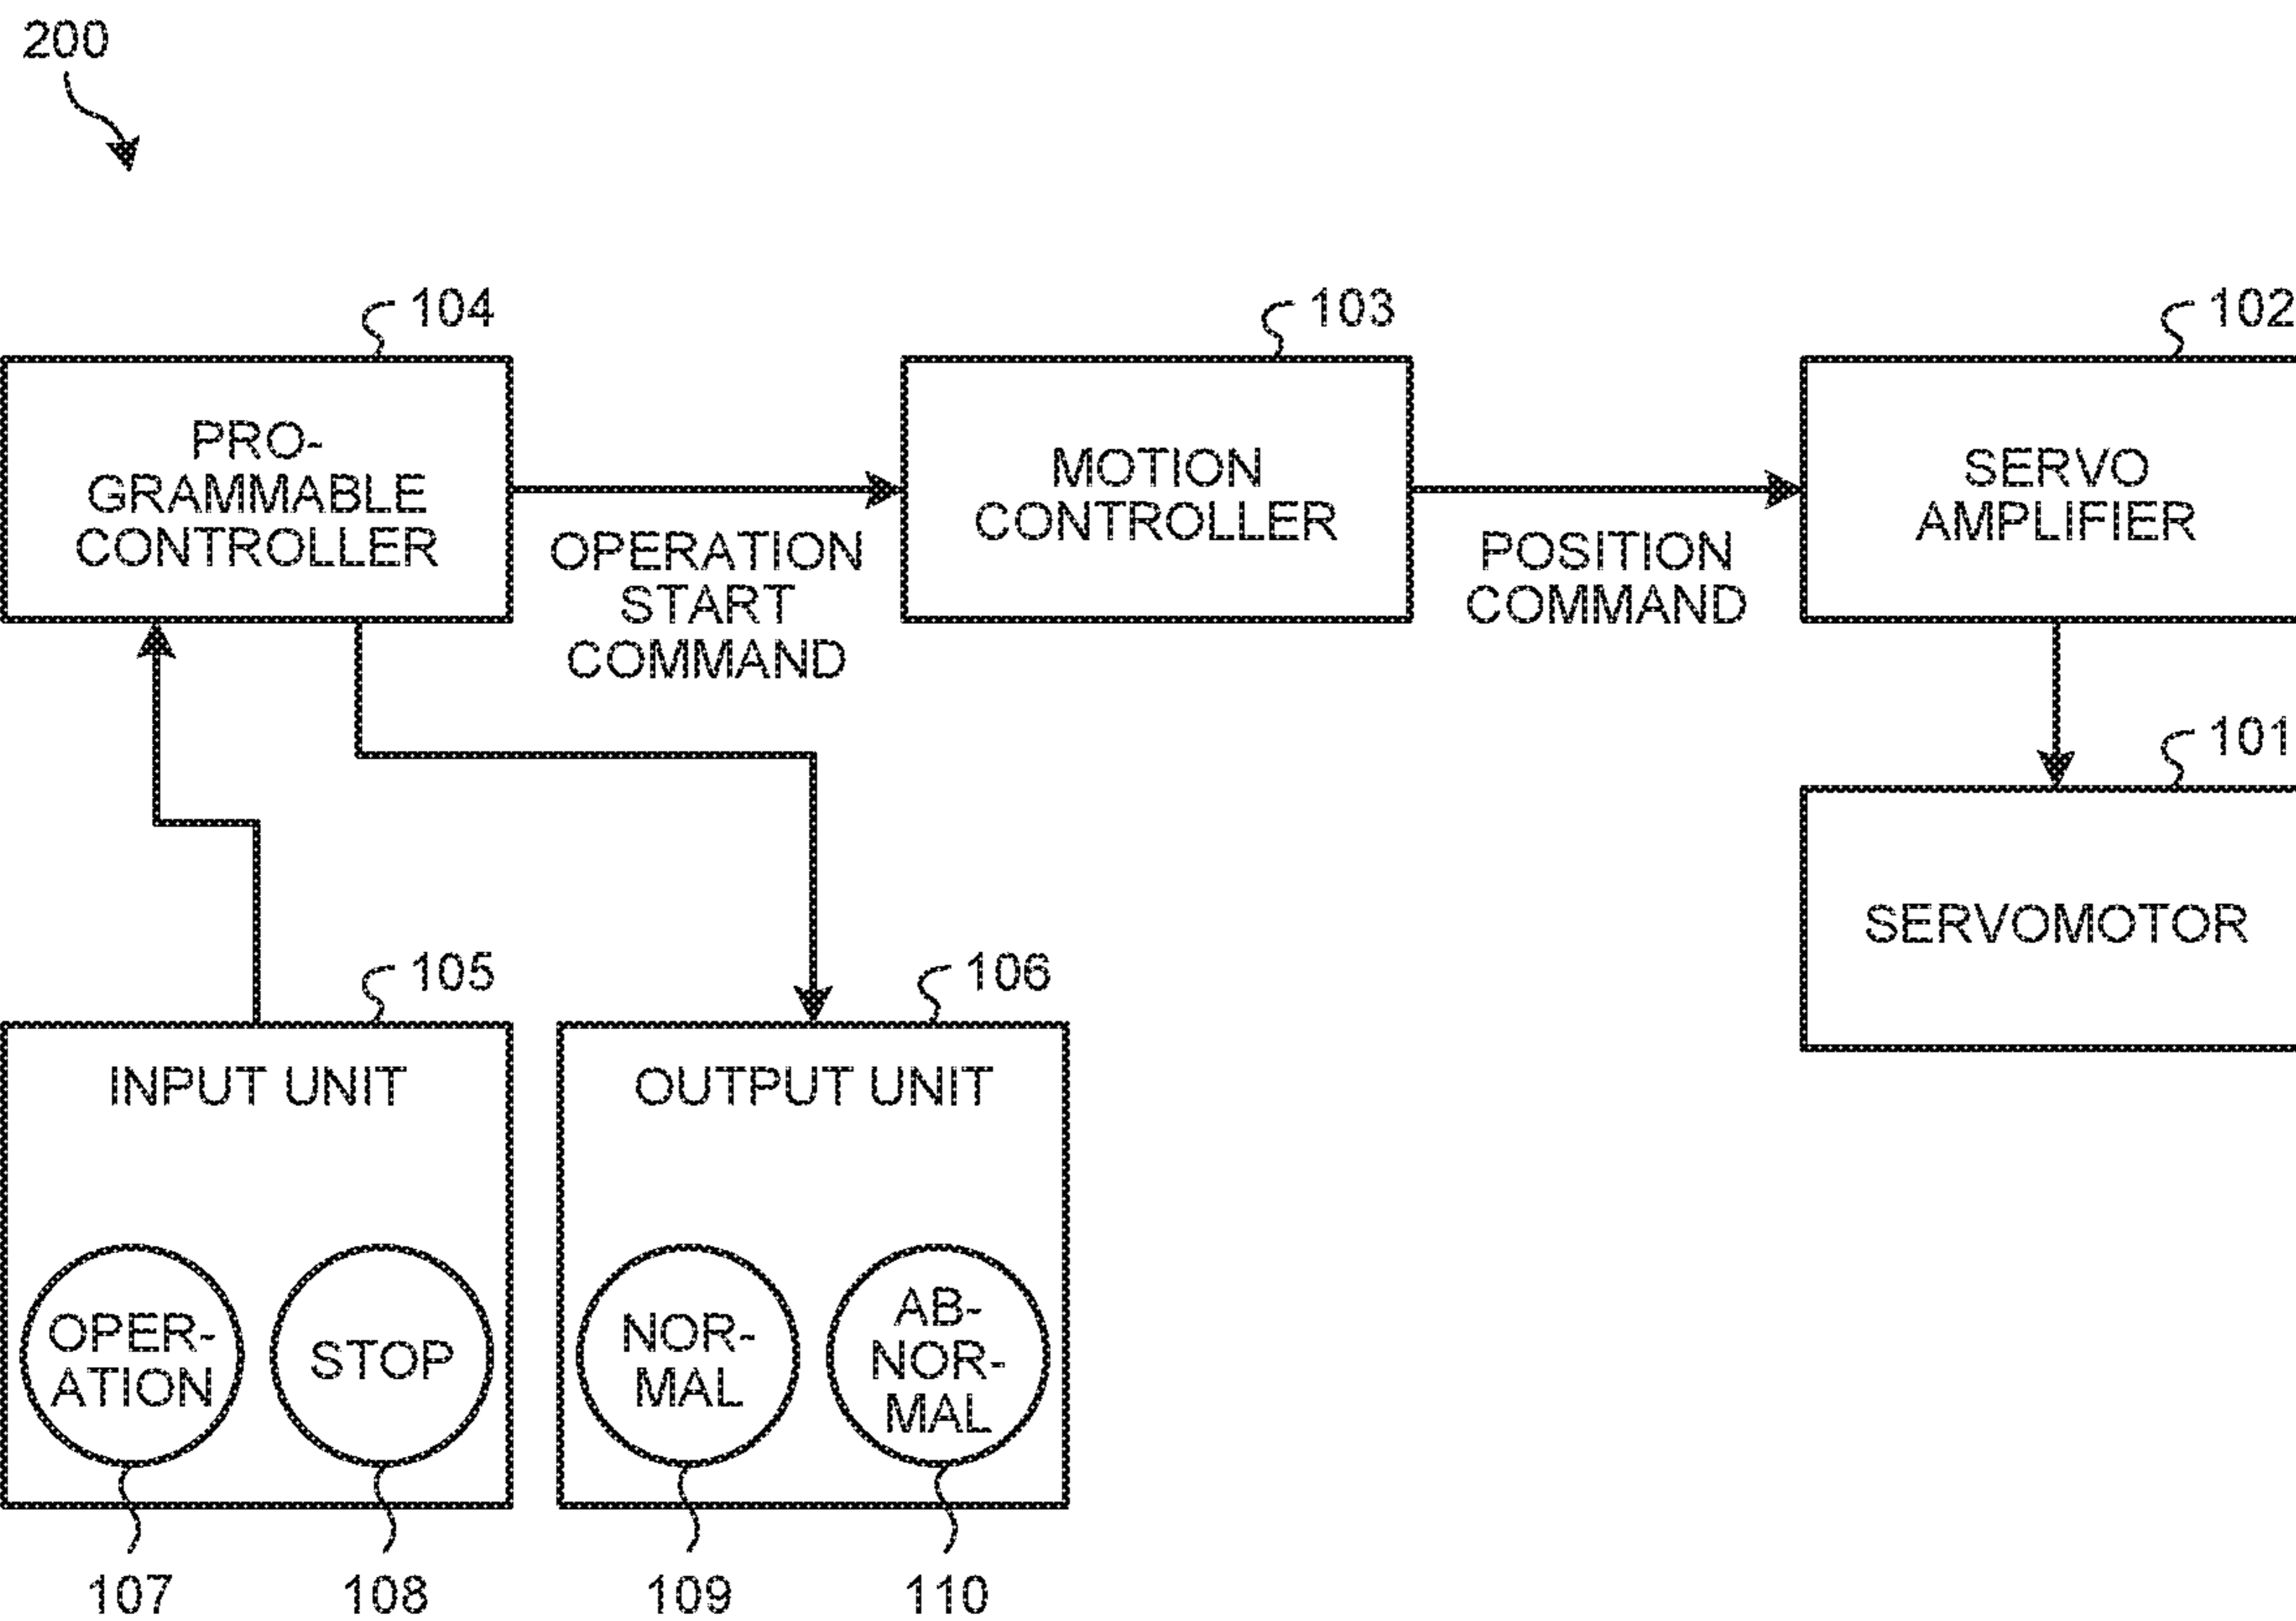 200
104
103
102
PRO-
GRAMMABLE
CONTROLLER
MOTION
CONTROLLER
SERVO
AMPLIFIER
OPERATION
START
COMMAND
POSITION
COMMAND
101
SERVOMOTOR
105
106
INPUT UNIT
OUTPUT UNIT
OPER-
ATION
STOP
NOR-
MAL
AB-
NOR-
MAL
107
108
109
110